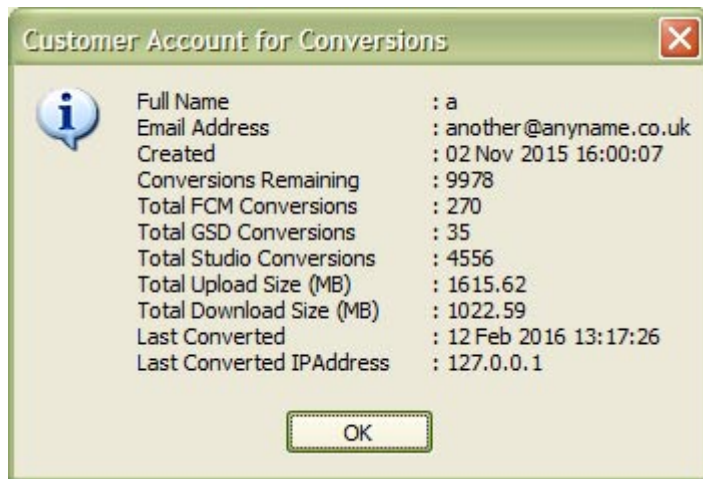 Customer Account for Conversions
Full Name : a
Email Address : another@anyname.co.uk
Created : 02 Nov 2015 16:00:07
Conversions Remaining : 9978
Total FCM Conversions : 270
Total GSD Conversions : 35
Total Studio Conversions : 4556
Total Upload Size (MB) : 1615.62
Total Download Size (MB) : 1022.59
Last Converted : 12 Feb 2016 13:17:26
Last Converted IPAddress : 127.0.0.1
OK